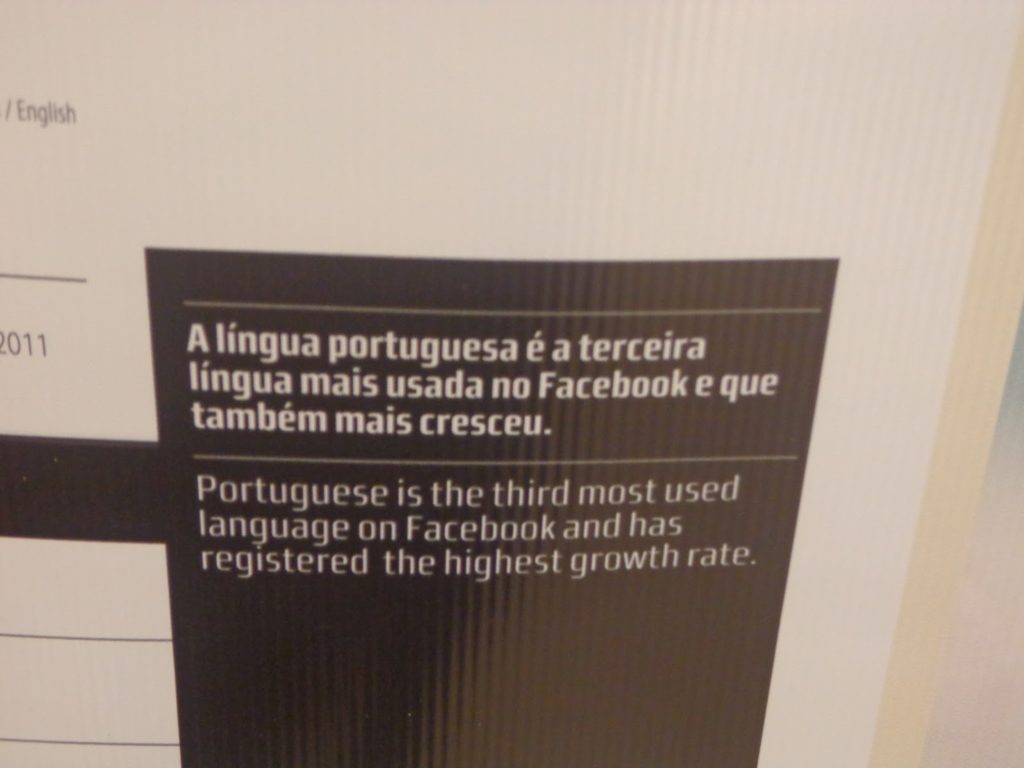 / English
2011
A língua portuguesa é a terceira
língua mais usada no Facebook e que
também mais cresceu.
Portuguese is the third most used
language on Facebook and has
registered the highest growth rate.